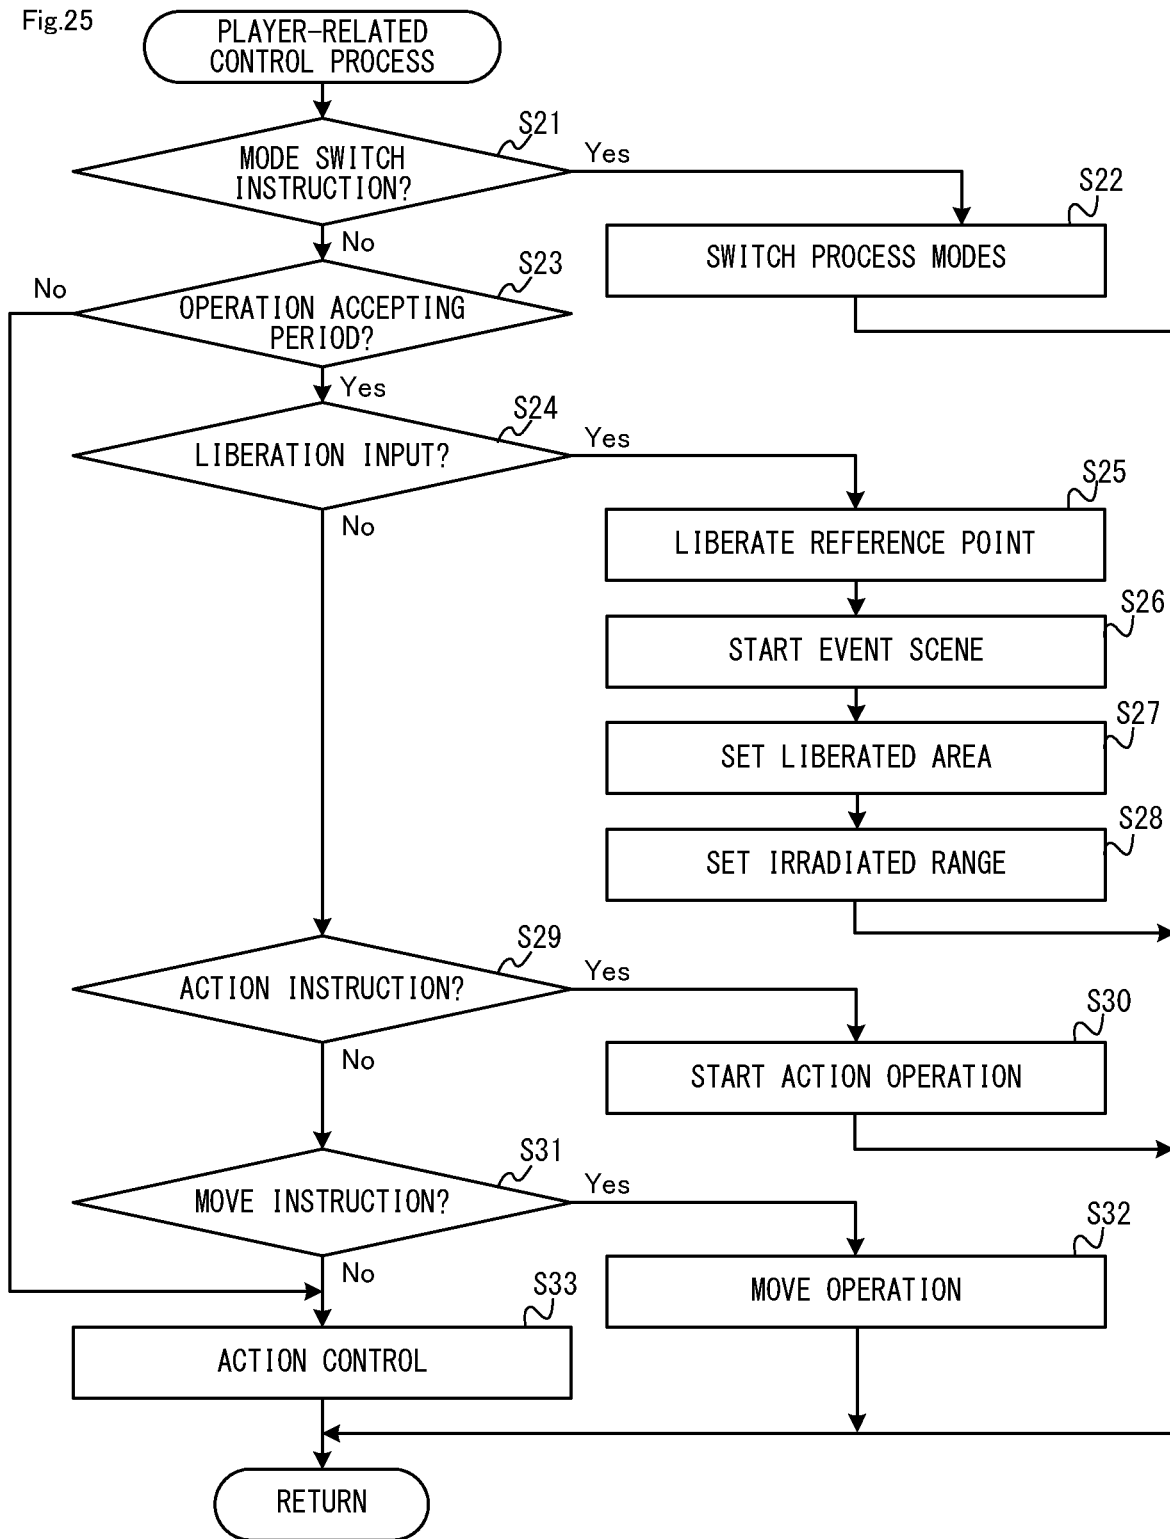 Fig.25
PLAYER-RELATED
CONTROL PROCESS
S21
MODE SWITCH
INSTRUCTION?
Yes
No
S22
SWITCH PROCESS MODES
S23
OPERATION ACCEPTING
PERIOD?
No
Yes
S24
LIBERATION INPUT?
Yes
No
S25
LIBERATE REFERENCE POINT
S26
START EVENT SCENE
S27
SET LIBERATED AREA
S28
SET IRRADIATED RANGE
S29
ACTION INSTRUCTION?
Yes
No
S30
START ACTION OPERATION
S31
MOVE INSTRUCTION?
Yes
No
S32
MOVE OPERATION
S33
ACTION CONTROL
RETURN